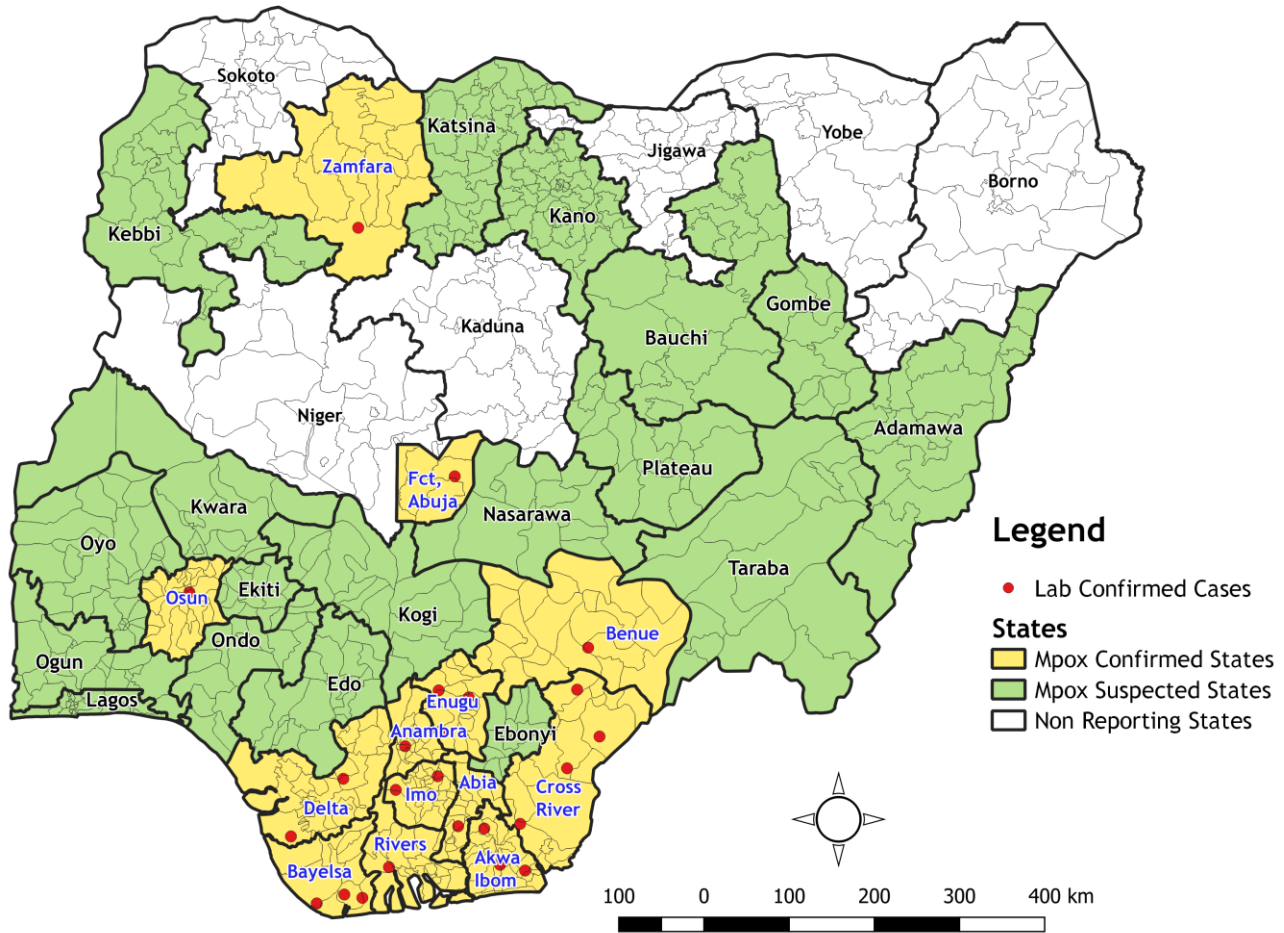 Sokoto
Katsina
Yobe
Jigawa
Zamfara
Borno
Kano
Kebbi
Gombe
Kaduna
Bauchi
Niger
Adamawa
Plateau
Fct,
Abuja
Kwara
Nasarawa
Oyo
Taraba
Ekiti
Osun
Kogi
Benue
Ondo
Ogun
Edo
Lagos
Enugu
Anambra
Ebonyi
Abia
Cross
River
Imo
Delta
Rivers
Akwa
Ibom
Bayelsa
Legend
Lab Confirmed Cases
States
Mpox Confirmed States
Mpox Suspected States
Non Reporting States
100 0 100 200 300 400 km